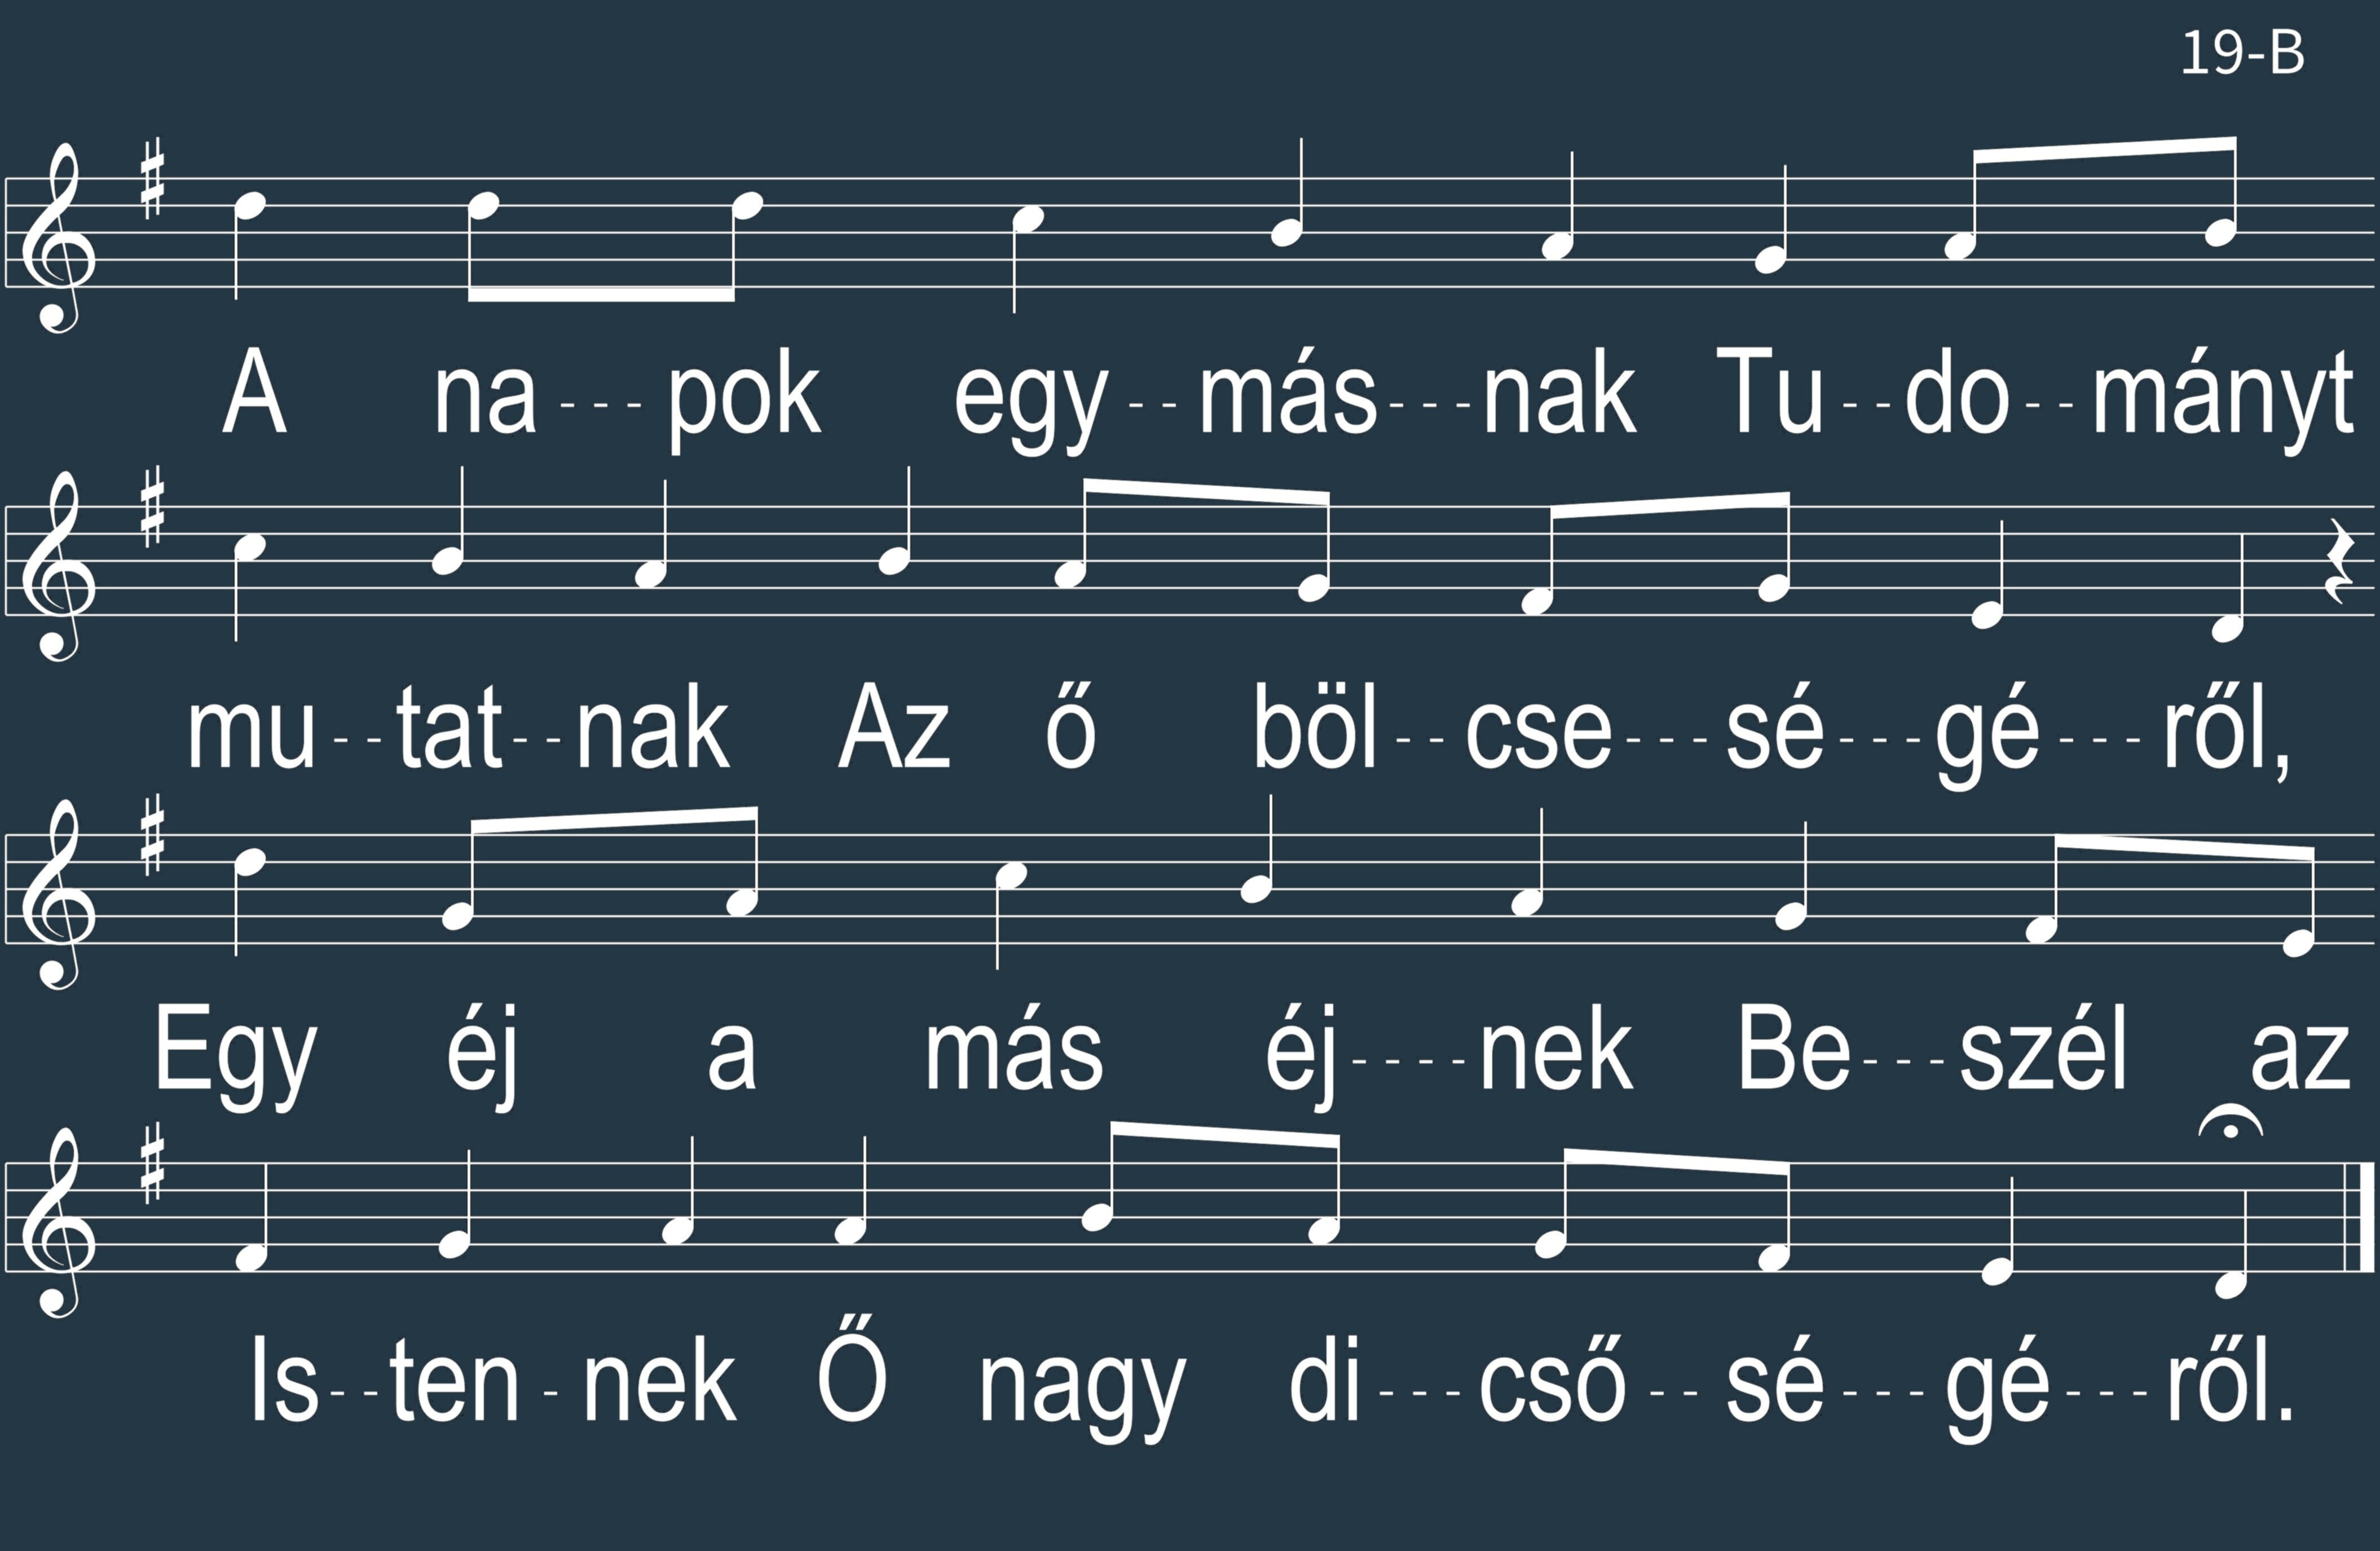 19-B
A na---pok egy--más---nak Tu--do--mányt
mu--tat--nak Az ő böl--cse---sé---gé---ről,
Egy éj a más éj----nek Be---szél az
Is--ten-nek Ő nagy di---cső--sé---gé---ről.